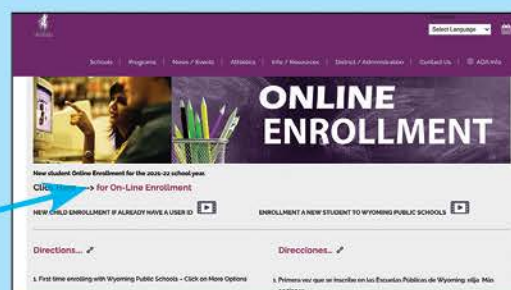 Select Language
Schools | Programs | News / Events | Athletics | Info / Resources | District / Administration | Contact Us | ADA Info
ONLINE
ENROLLMENT
New student Online Enrollment for the 2021-22 school year.
Click --> for On-Line Enrollment
NEW CHILD ENROLLMENT IF ALREADY HAVE A USER ID
ENROLLMENT A NEW STUDENT TO WYOMING PUBLIC SCHOOLS
Directions...
Direcciones..
1. First time enrolling with Wyoming Public Schools – Click on More Options
1. Primera vez que se inscribe en las Escuelas Públicas de Wyoming: elija Más